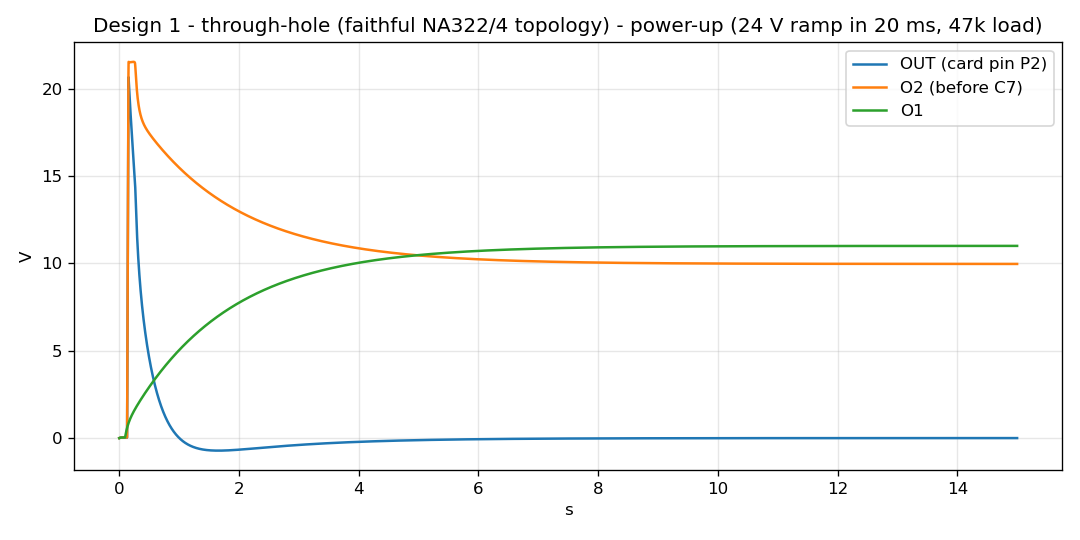 Design 1 - through-hole (faithful NA322/4 topology) - power-up (24 V ramp in 20 ms, 47k load)
OUT (card pin P2)
O2 (before C7)
O1
20
15
10
5
0
V
0
2
4
6
8
10
12
14
s